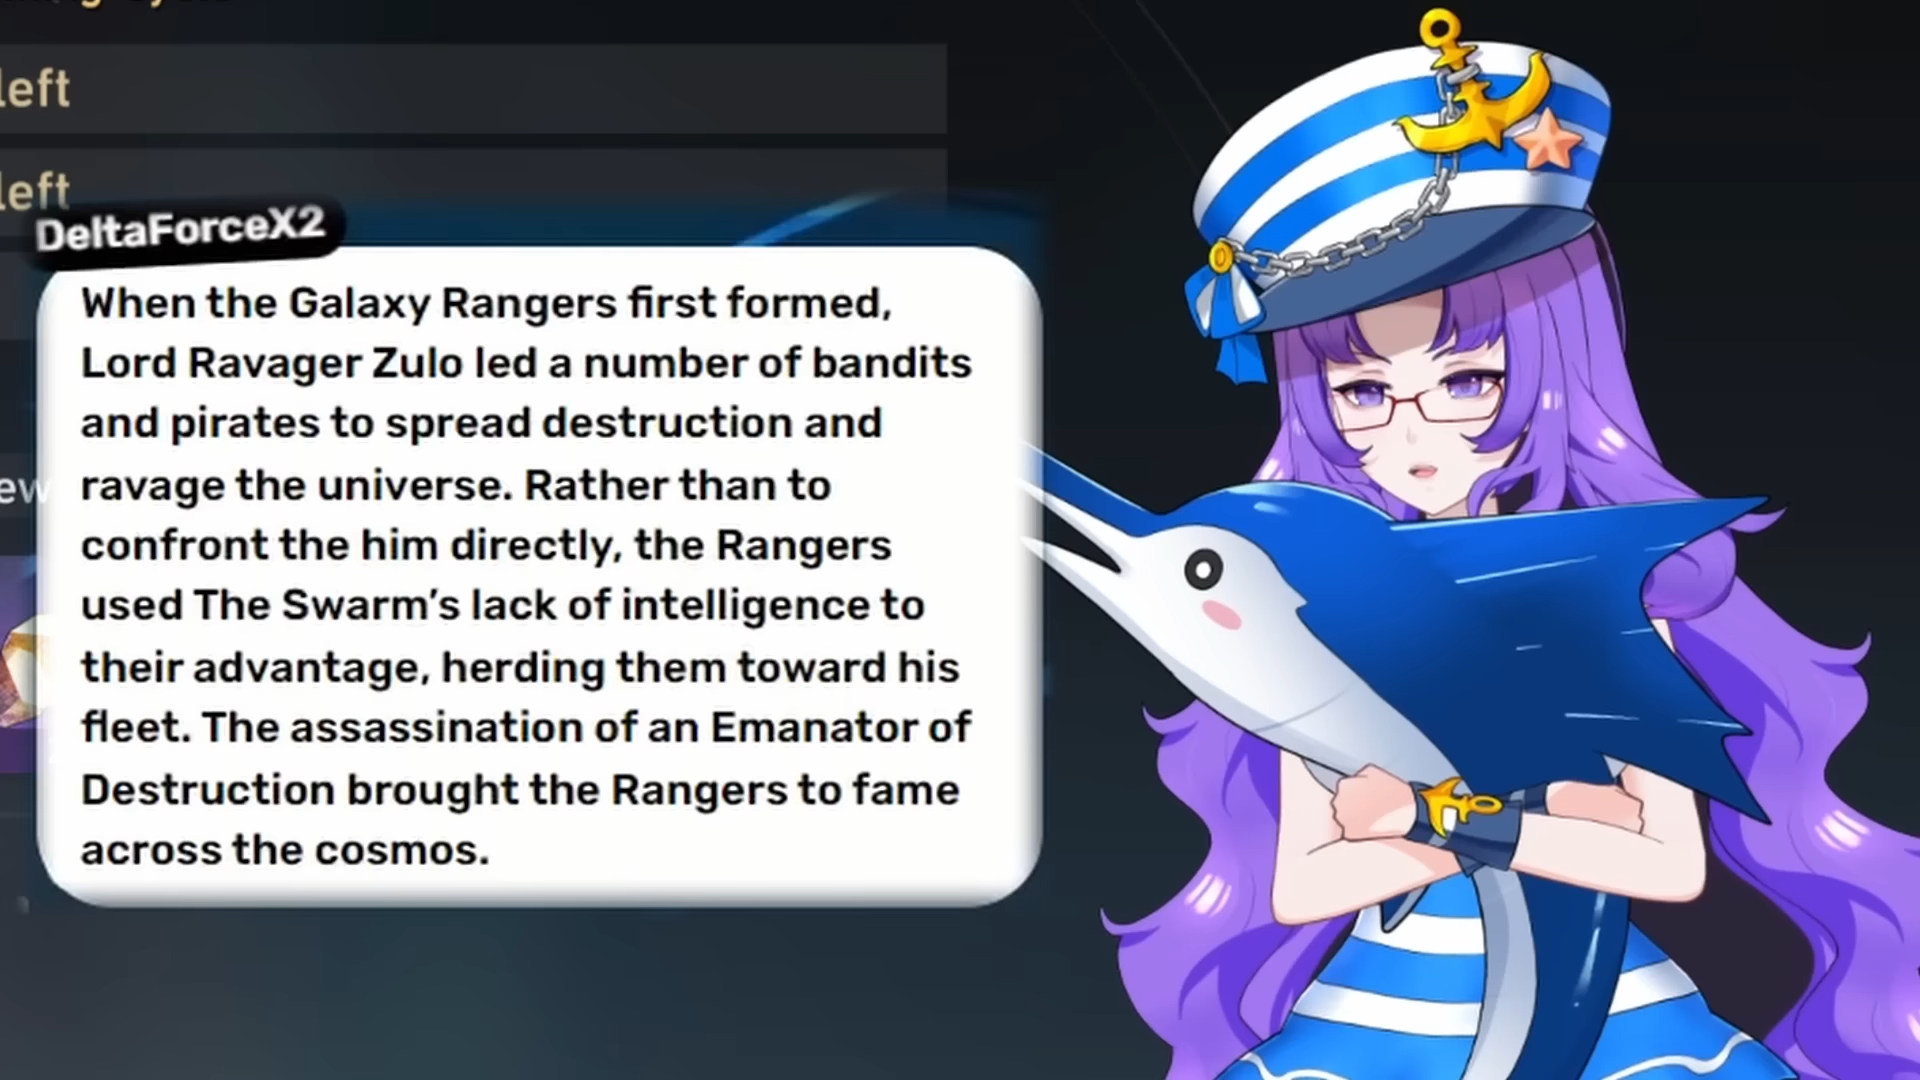 left
left
DeltaForceX2
When the Galaxy Rangers first formed,
Lord Ravager Zulo led a number of bandits
and pirates to spread destruction and
ravage the universe. Rather than to
confront the him directly, the Rangers
used The Swarm's lack of intelligence to
their advantage, herding them toward his
fleet. The assassination of an Emanator of
Destruction brought the Rangers to fame
across the cosmos.